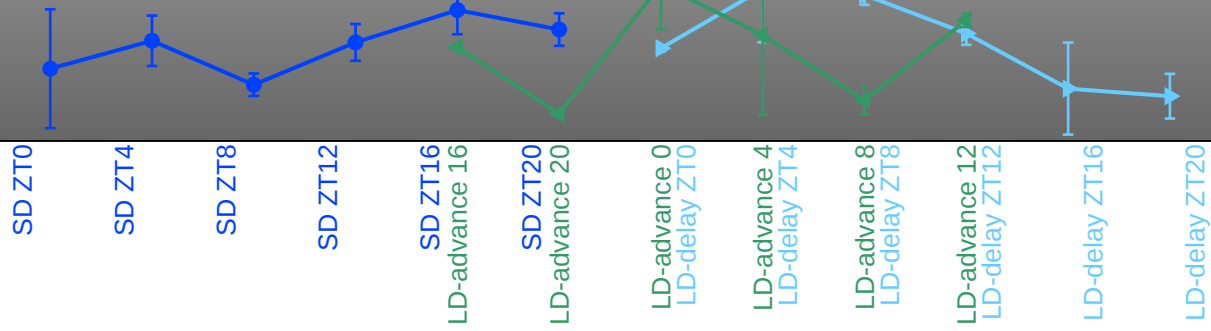 SD ZT0
SD ZT4
SD ZT8
SD ZT12
SD ZT16
LD-advance 16
SD ZT20
LD-advance 20
LD-advance 0
LD-delay ZT0
LD-advance 4
LD-delay ZT4
LD-advance 8
LD-delay ZT8
LD-advance 12
LD-delay ZT12
LD-delay ZT16
LD-delay ZT20